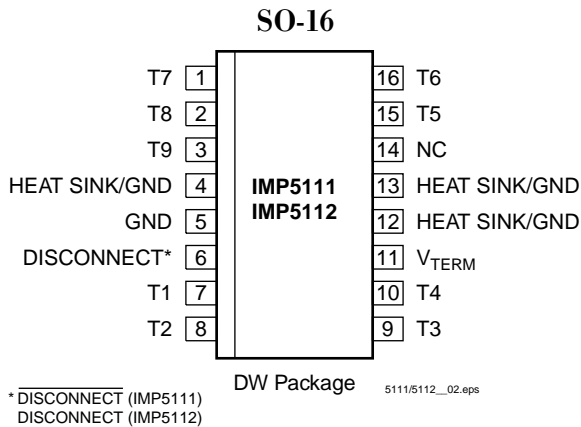 SO-16
T7 1 16 T6
T8 2 15 T5
T9 3 14 NC
HEAT SINK/GND 4 IMP5111 13 HEAT SINK/GND
GND 5 IMP5112 12 HEAT SINK/GND
DISCONNECT* 6 11 VTERM
T1 7 10 T4
T2 8 9 T3
DW Package 5111/5112__02.eps
* DISCONNECT (IMP5111)
DISCONNECT (IMP5112)